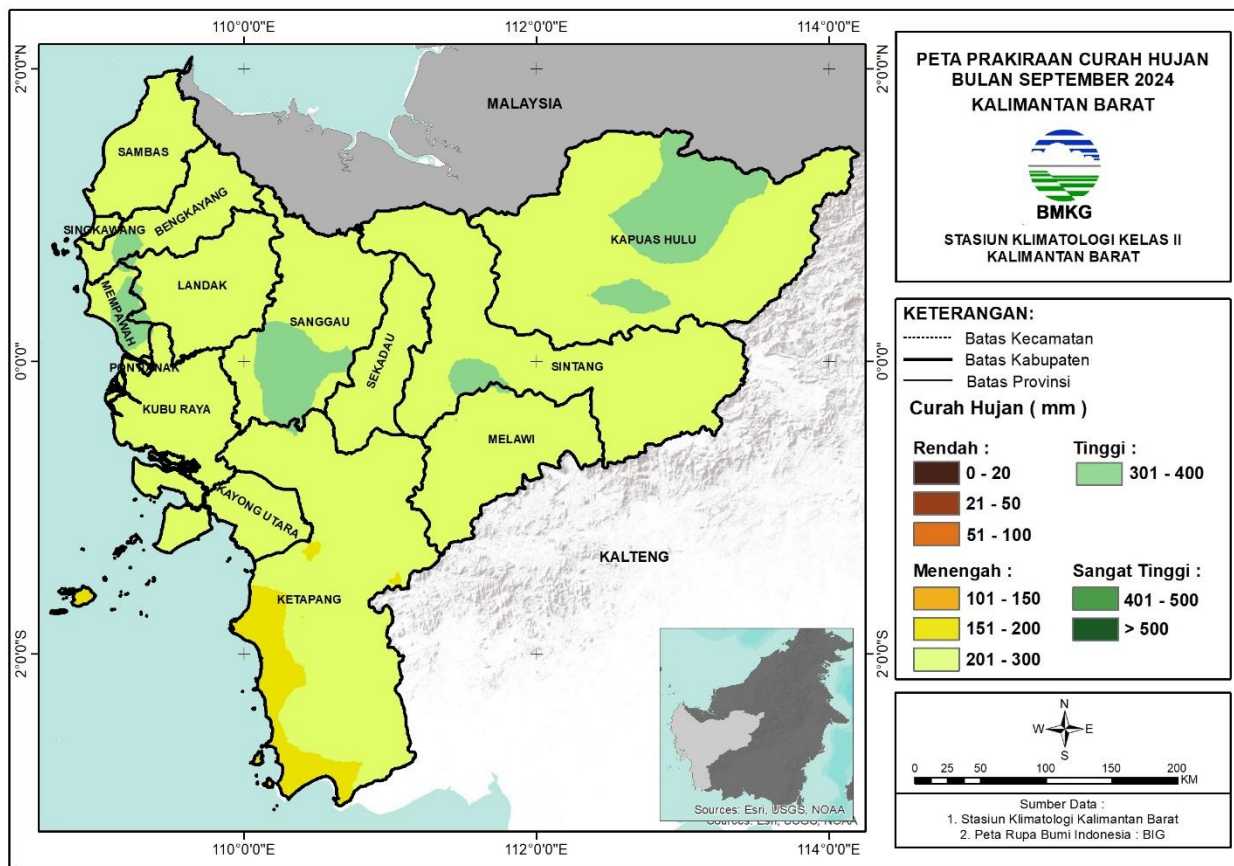 110°0'0"E
112°0'0"E
114°0'0"E
2°0'0"N
2°0'0"N
0°0'0"
0°0'0"
2°0'0"S
2°0'0"S
MALAYSIA
SAMBAS
BENGKAYANG
SINGKAWANG
KAPUAS HULU
LANDAK
MEMPAWAH
SANGGAU
SEKADAU
SINTANG
PONTIANAK
KUBU RAYA
MELAWI
KAYONG UTARA
KALTENG
KETAPANG
Sources: Esri, USGS, NOAA
Sources: Esri, USGS, NOAA
110°0'0"E
112°0'0"E
114°0'0"E
PETA PRAKIRAAN CURAH HUJAN
BULAN SEPTEMBER 2024
KALIMANTAN BARAT
BMKG
STASIUN KLIMATOLOGI KELAS II
KALIMANTAN BARAT
KETERANGAN:
Batas Kecamatan
Batas Kabupaten
Batas Provinsi
Curah Hujan ( mm )
Rendah :
0 - 20
21 - 50
51 - 100
Tinggi :
301 - 400
Menengah :
101 - 150
151 - 200
201 - 300
Sangat Tinggi :
401 - 500
> 500
N
W E
S
0 25 50 100 150 200
KM
Sumber Data :
1. Stasiun Klimatologi Kalimantan Barat
2. Peta Rupa Bumi Indonesia : BIG